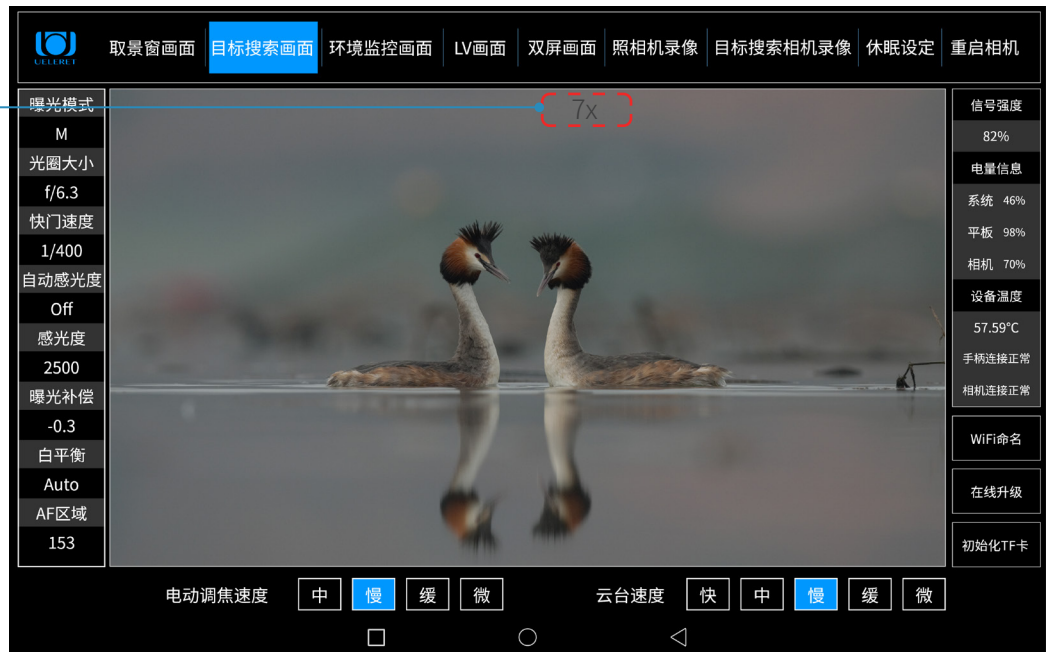 UELERET
取景窗画面 目标搜索画面 环境监控画面 LV画面 双屏画面 照相机录像 目标搜索相机录像 休眠设定 重启相机
曝光模式
M
光圈大小
f/6.3
快门速度
1/400
自动感光度
Off
感光度
2500
曝光补偿
-0.3
白平衡
Auto
AF区域
153
7x
信号强度
82%
电量信息
系统 46%
平板 98%
相机 70%
设备温度
57.59℃
手柄连接正常
相机连接正常
WiFi命名
在线升级
初始化TF卡
电动调焦速度 中 慢 缓 微 云台速度 快 中 慢 缓 微